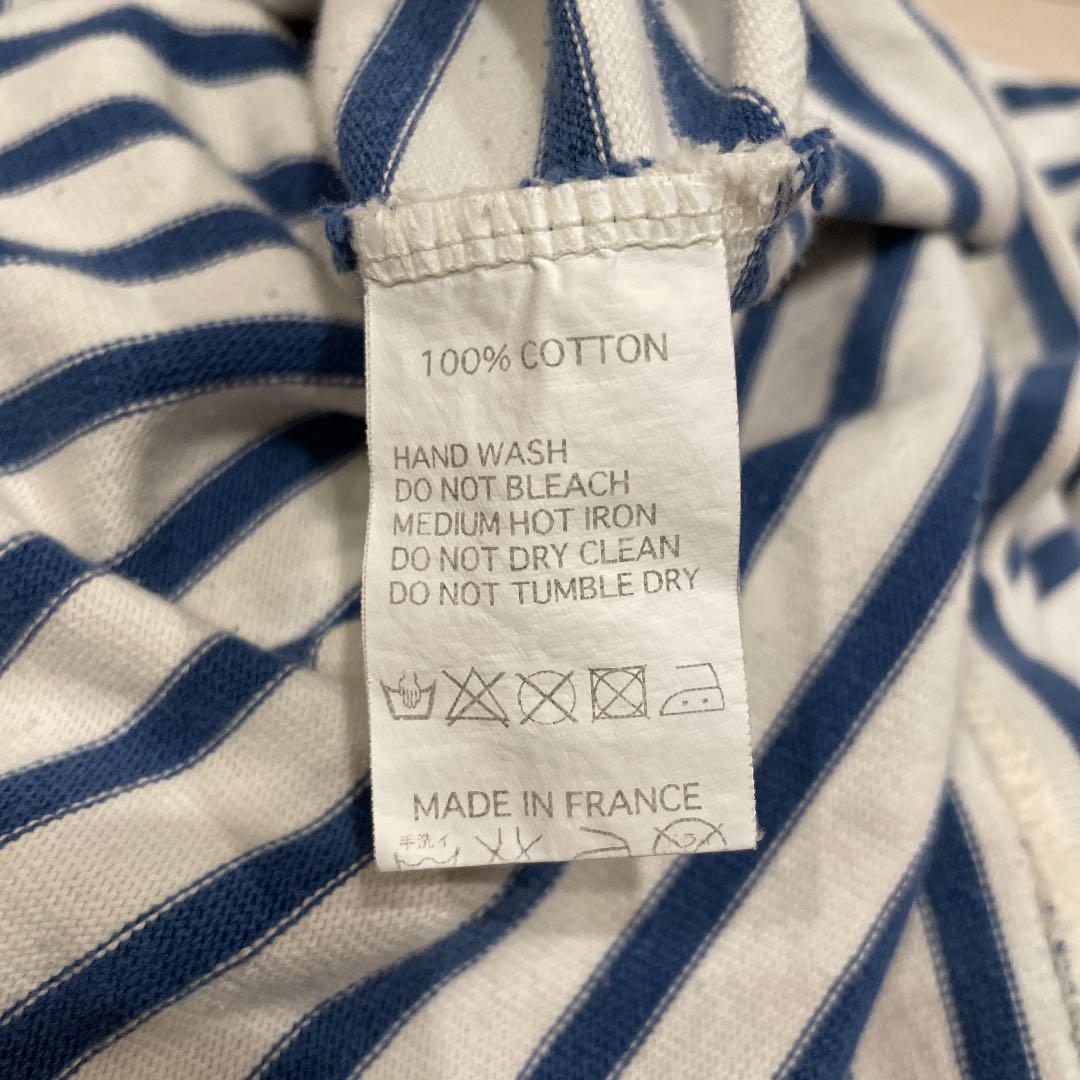 100% COTTON
HAND WASH
DO NOT BLEACH
MEDIUM HOT IRON
DO NOT DRY CLEAN
DO NOT TUMBLE DRY
MADE IN FRANCE
手洗イ